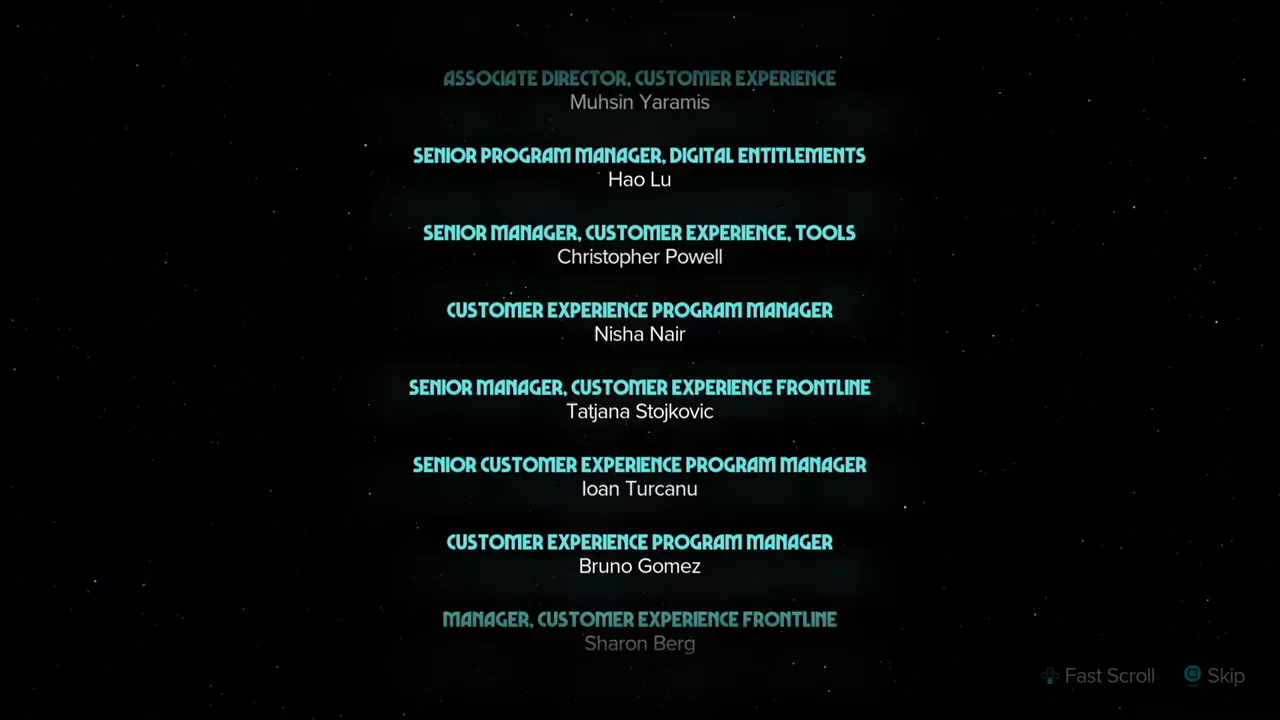 ASSOCIATE DIRECTOR, CUSTOMER EXPERIENCE
Muhsin Yaramis
SENIOR PROGRAM MANAGER, DIGITAL ENTITLEMENTS
Hao Lu
SENIOR MANAGER, CUSTOMER EXPERIENCE, TOOLS
Christopher Powell
CUSTOMER EXPERIENCE PROGRAM MANAGER
Nisha Nair
SENIOR MANAGER, CUSTOMER EXPERIENCE FRONTLINE
Tatjana Stojkovic
SENIOR CUSTOMER EXPERIENCE PROGRAM MANAGER
Ioan Turcanu
CUSTOMER EXPERIENCE PROGRAM MANAGER
Bruno Gomez
MANAGER, CUSTOMER EXPERIENCE FRONTLINE
Sharon Berg
Fast Scroll Skip